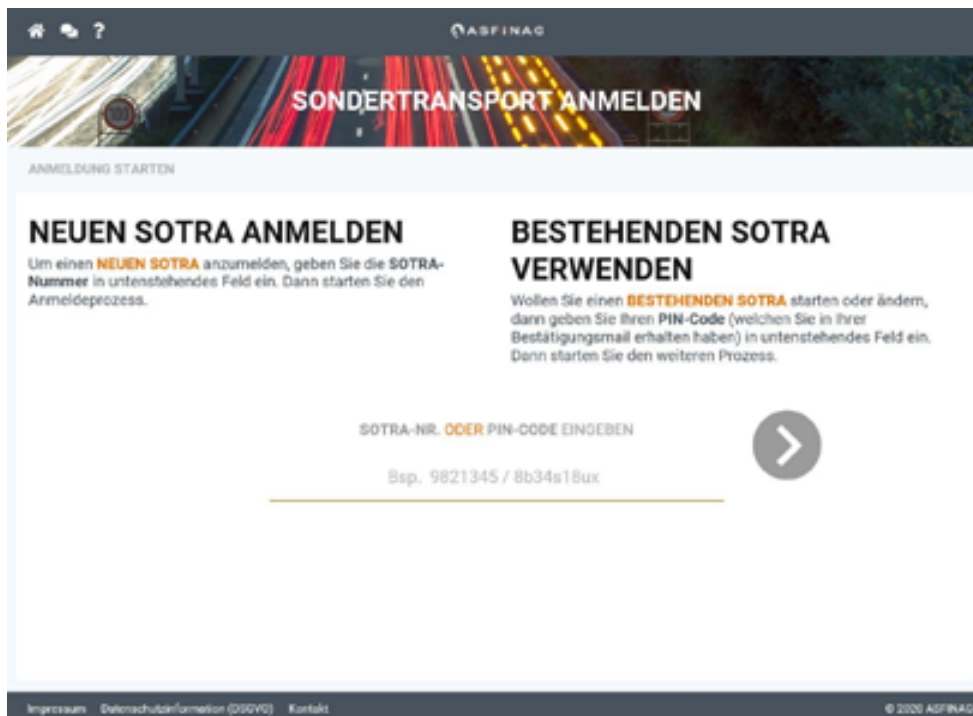 ?
ASFINAG
SONDERTRANSPORT ANMELDEN
ANMELDUNG STARTEN
NEUEN SOTRA ANMELDEN
Um einen NEUEN SOTRA anzumelden, geben Sie die SOTRA-
Nummer in untenstehendes Feld ein. Dann starten Sie den
Anmeldeprozess.
BESTEHENDEN SOTRA
VERWENDEN
Wollen Sie einen BESTEHENDEN SOTRA starten oder ändern,
dann geben Sie Ihren PIN-Code (welchen Sie in Ihrer
Bestätigungsmail erhalten haben) in untenstehendes Feld ein.
Dann starten Sie den weiteren Prozess.
SOTRA-NR. ODER PIN-CODE EINGEBEN
Bsp. 9821345 / 8b34s18ux
Impressum Datenschutzinformation (DSGVO) Kontakt
© 2020 ASFINAG